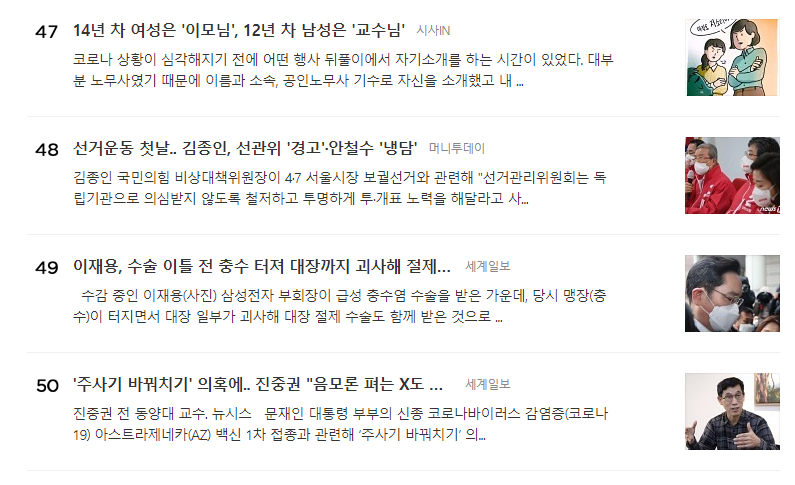 47 14년 차 여성은 '이모님', 12년 차 남성은 '교수님' 시사IN
코로나 상황이 심각해지기 전에 어떤 행사 뒤풀이에서 자기소개를 하는 시간이 있었다. 대부
분 노무사였기 때문에 이름과 소속, 공인노무사 기수로 자신을 소개했고 내 ...
48 선거운동 첫날.. 김종인, 선관위 '경고'·안철수 '냉담' 머니투데이
김종인 국민의힘 비상대책위원장이 4·7 서울시장 보궐선거와 관련해 "선거관리위원회는 독
립기관으로 의심받지 않도록 철저하고 투명하게 투·개표 노력을 해달라고 사...
news
49 이재용, 수술 이틀 전 충수 터져 대장까지 괴사해 절제... 세계일보
수감 중인 이재용(사진) 삼성전자 부회장이 급성 충수염 수술을 받은 가운데, 당시 맹장(충
수)이 터지면서 대장 일부가 괴사해 대장 절제 수술도 함께 받은 것으로 ...
50 '주사기 바꿔치기' 의혹에.. 진중권 "음모론 펴는 X도 ... 세계일보
진중권 전 동양대 교수. 뉴시스 문재인 대통령 부부의 신종 코로나바이러스 감염증(코로나
19) 아스트라제네카(AZ) 백신 1차 접종과 관련해 '주사기 바꿔치기' 의...